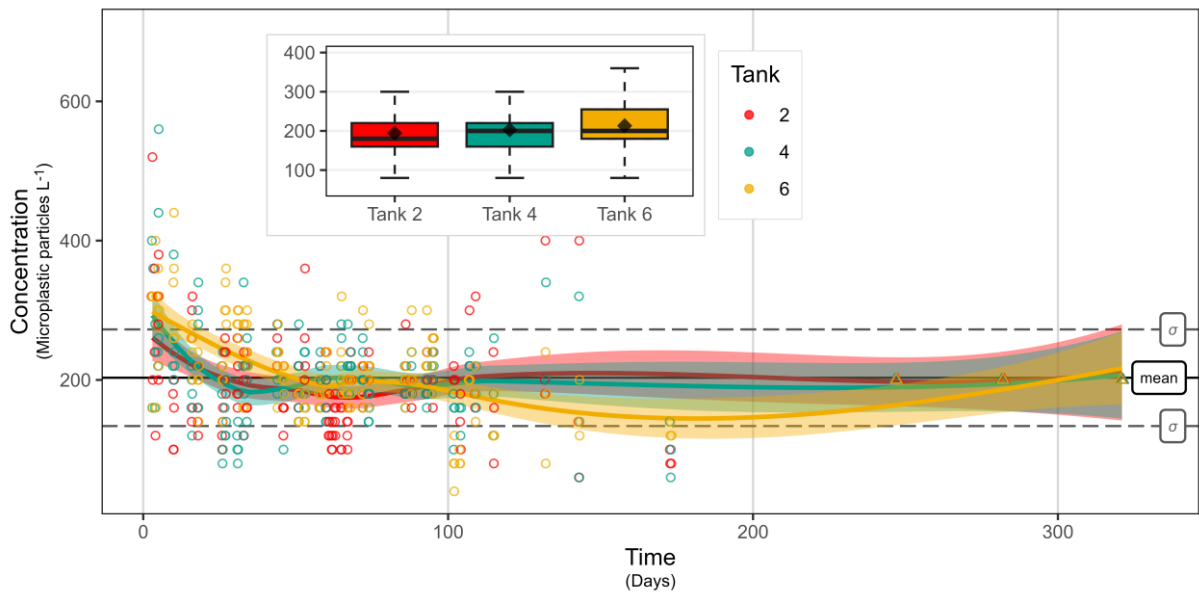 Concentration
(Microplastic particles L⁻¹)
600
400
200
400
300
200
100
Tank 2
Tank 4
Tank 6
Tank
2
4
6
σ
mean
σ
0
100
200
300
Time
(Days)